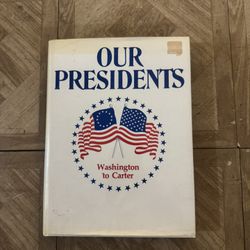 OUR
PRESIDENTS
Washington
to Carter